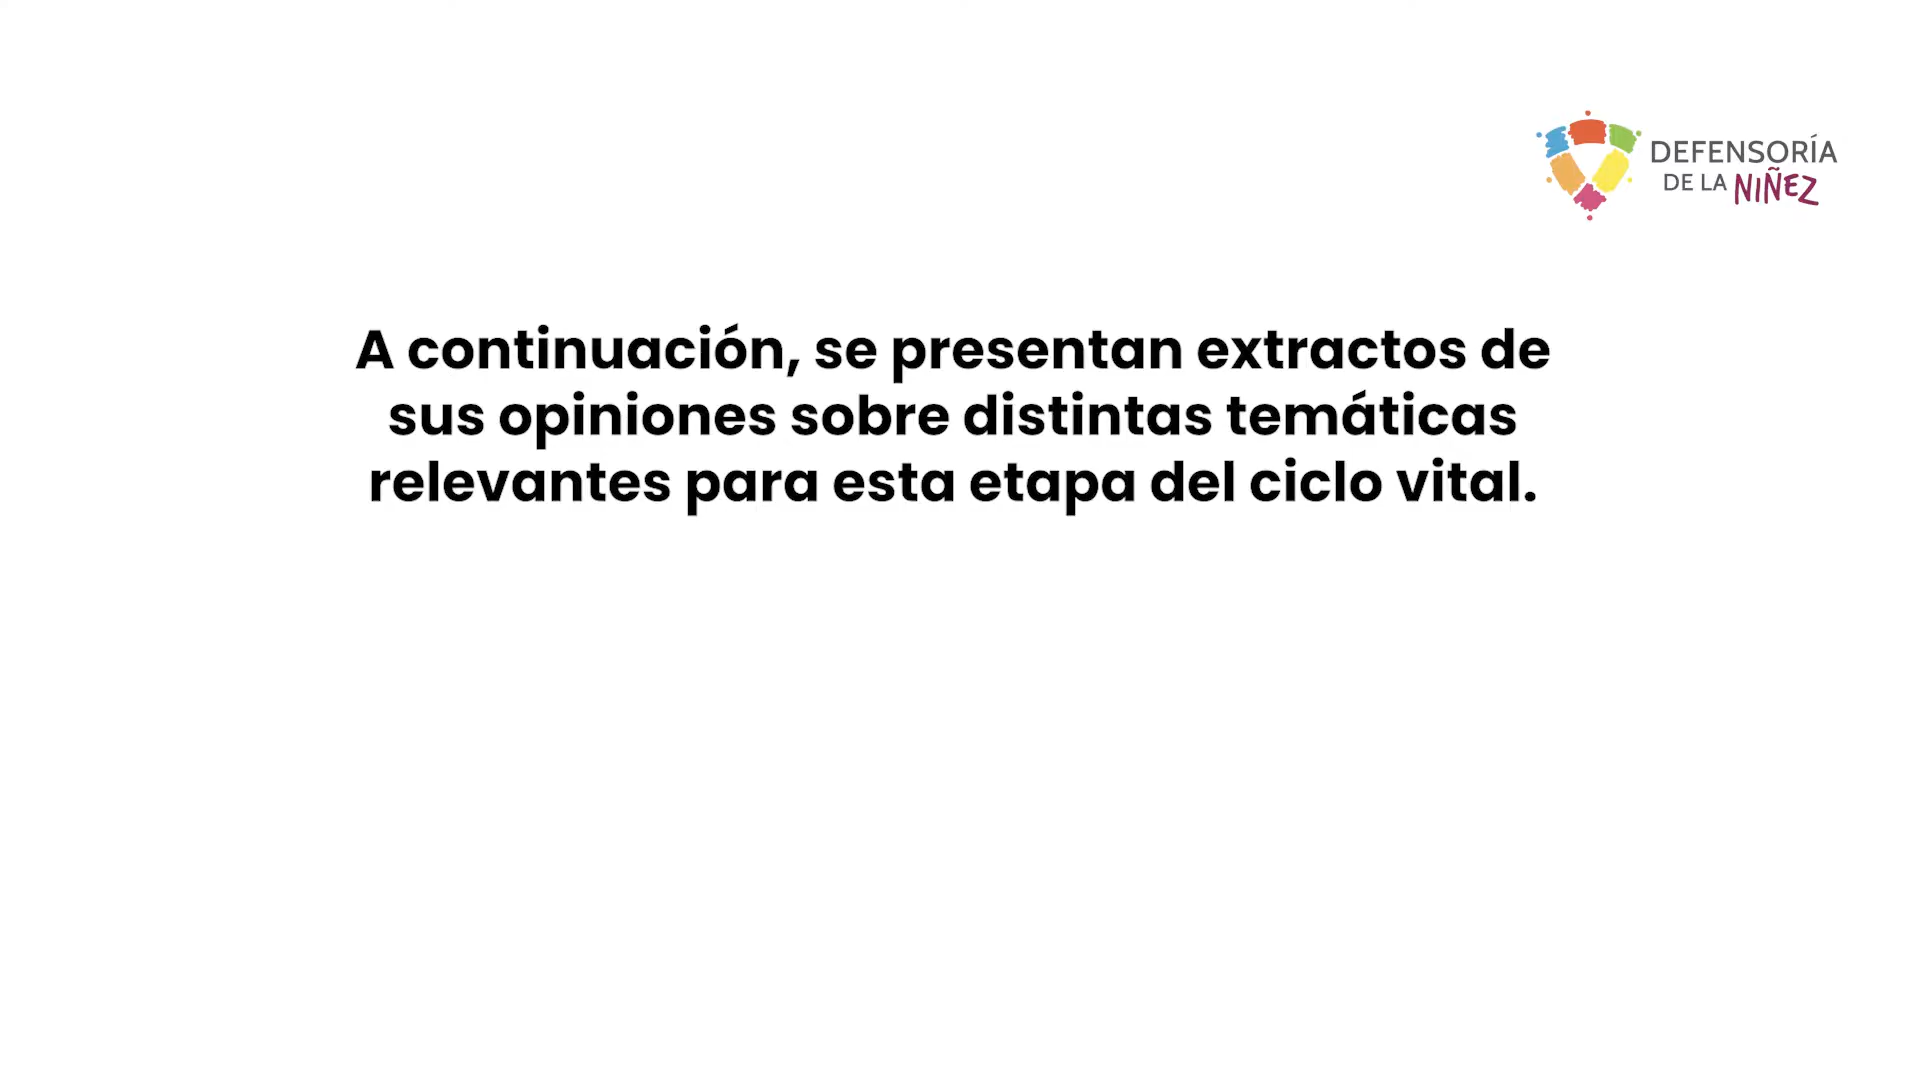 DEFENSORÍA
DE LA NIÑEZ
A continuación, se presentan extractos de
sus opiniones sobre distintas temáticas
relevantes para esta etapa del ciclo vital.